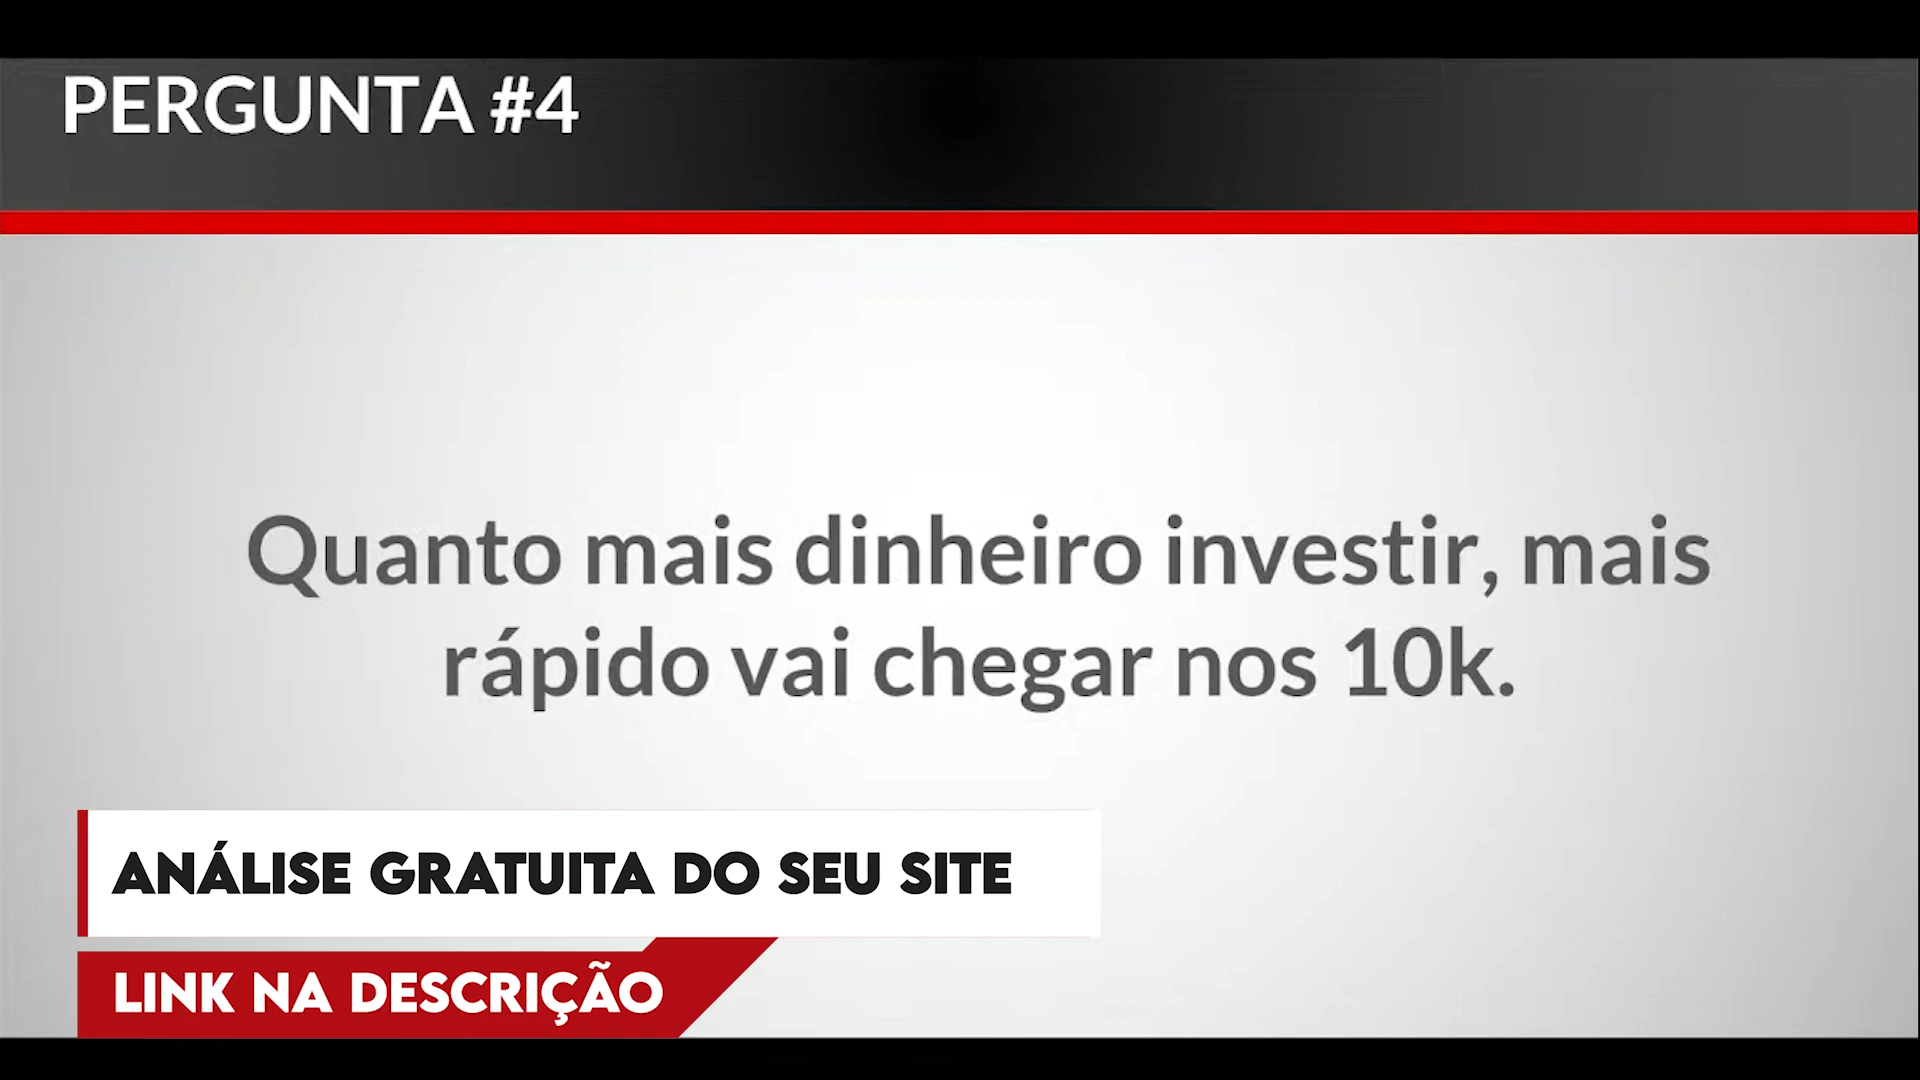 PERGUNTA #4
Quanto mais dinheiro investir, mais
rápido vai chegar nos 10k.
ANÁLISE GRATUITA DO SEU SITE
LINK NA DESCRIÇÃO